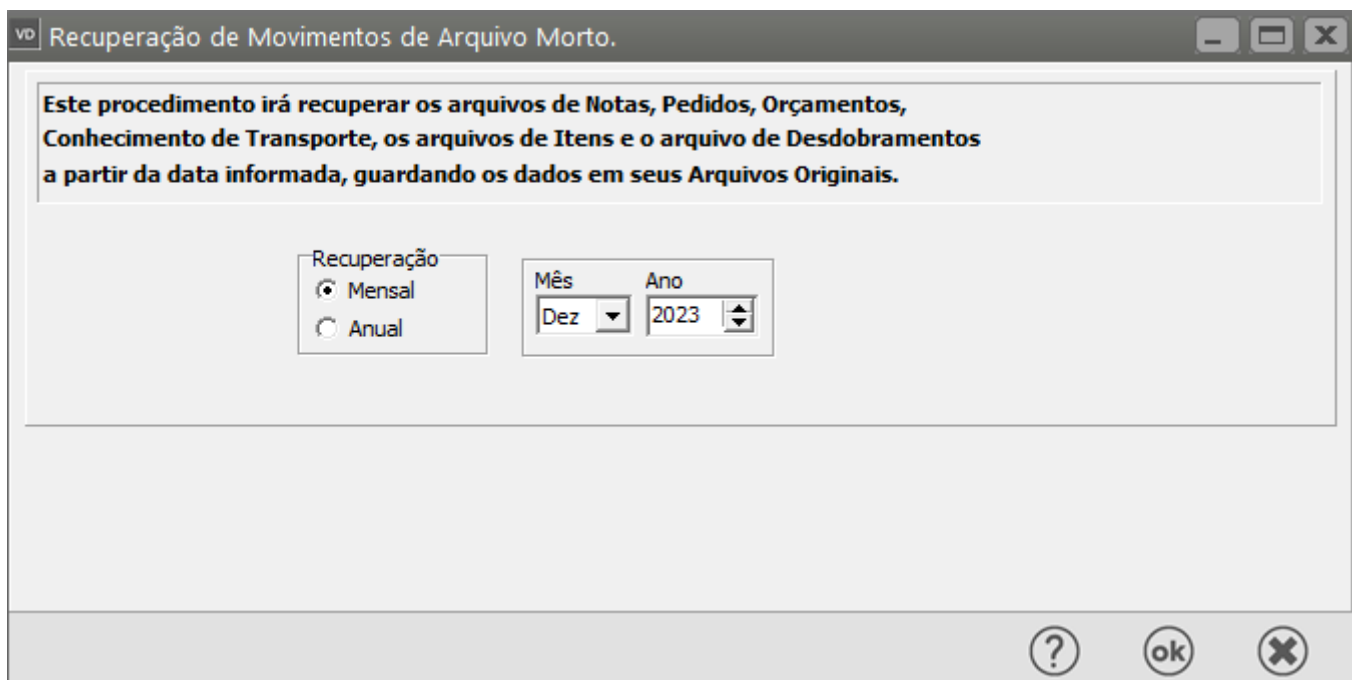 VD Recuperação de Movimentos de Arquivo Morto.
Este procedimento irá recuperar os arquivos de Notas, Pedidos, Orçamentos,
Conhecimento de Transporte, os arquivos de Itens e o arquivo de Desdobramentos
a partir da data informada, guardando os dados em seus Arquivos Originais.
Recuperação
Mensal
Anual
Mês Ano
Dez 2023
? ok